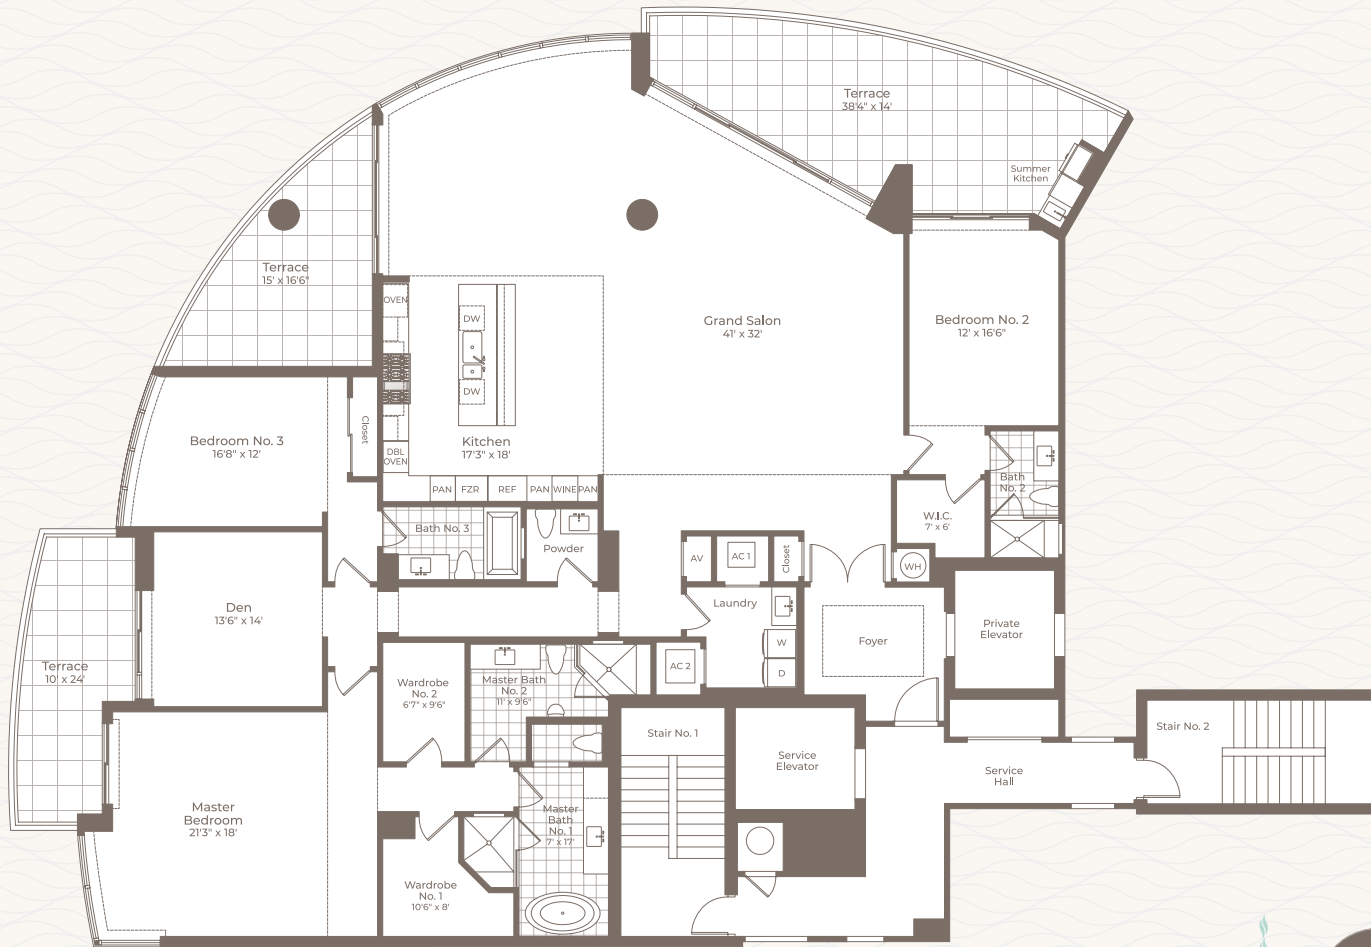 Terrace
38'4" x 14'
Summer
Kitchen
Terrace
15' x 16'6"
OVEN
DW
DW
Grand Salon
41' x 32'
Bedroom No. 2
12' x 16'6"
Bedroom No. 3
16'8" x 12'
Closet
Kitchen
17'3" x 18'
DBL
OVEN
PAN
FZR
REF
PAN
WINE
PAN
Bath
No. 2
W.I.C.
7' x 6'
Bath No. 3
Powder
AV
AC 1
Closet
WH
Den
13'6" x 14'
Laundry
W
D
Foyer
Private
Elevator
Terrace
10' x 24'
Wardrobe
No. 2
6'7" x 9'6"
Master Bath
No. 2
11' x 9'6"
AC 2
Stair No. 1
Service
Elevator
Service
Hall
Stair No. 2
Master
Bedroom
21'3" x 18'
Master
Bath
No. 1
7' x 17'
Wardrobe
No. 1
10'6" x 8'